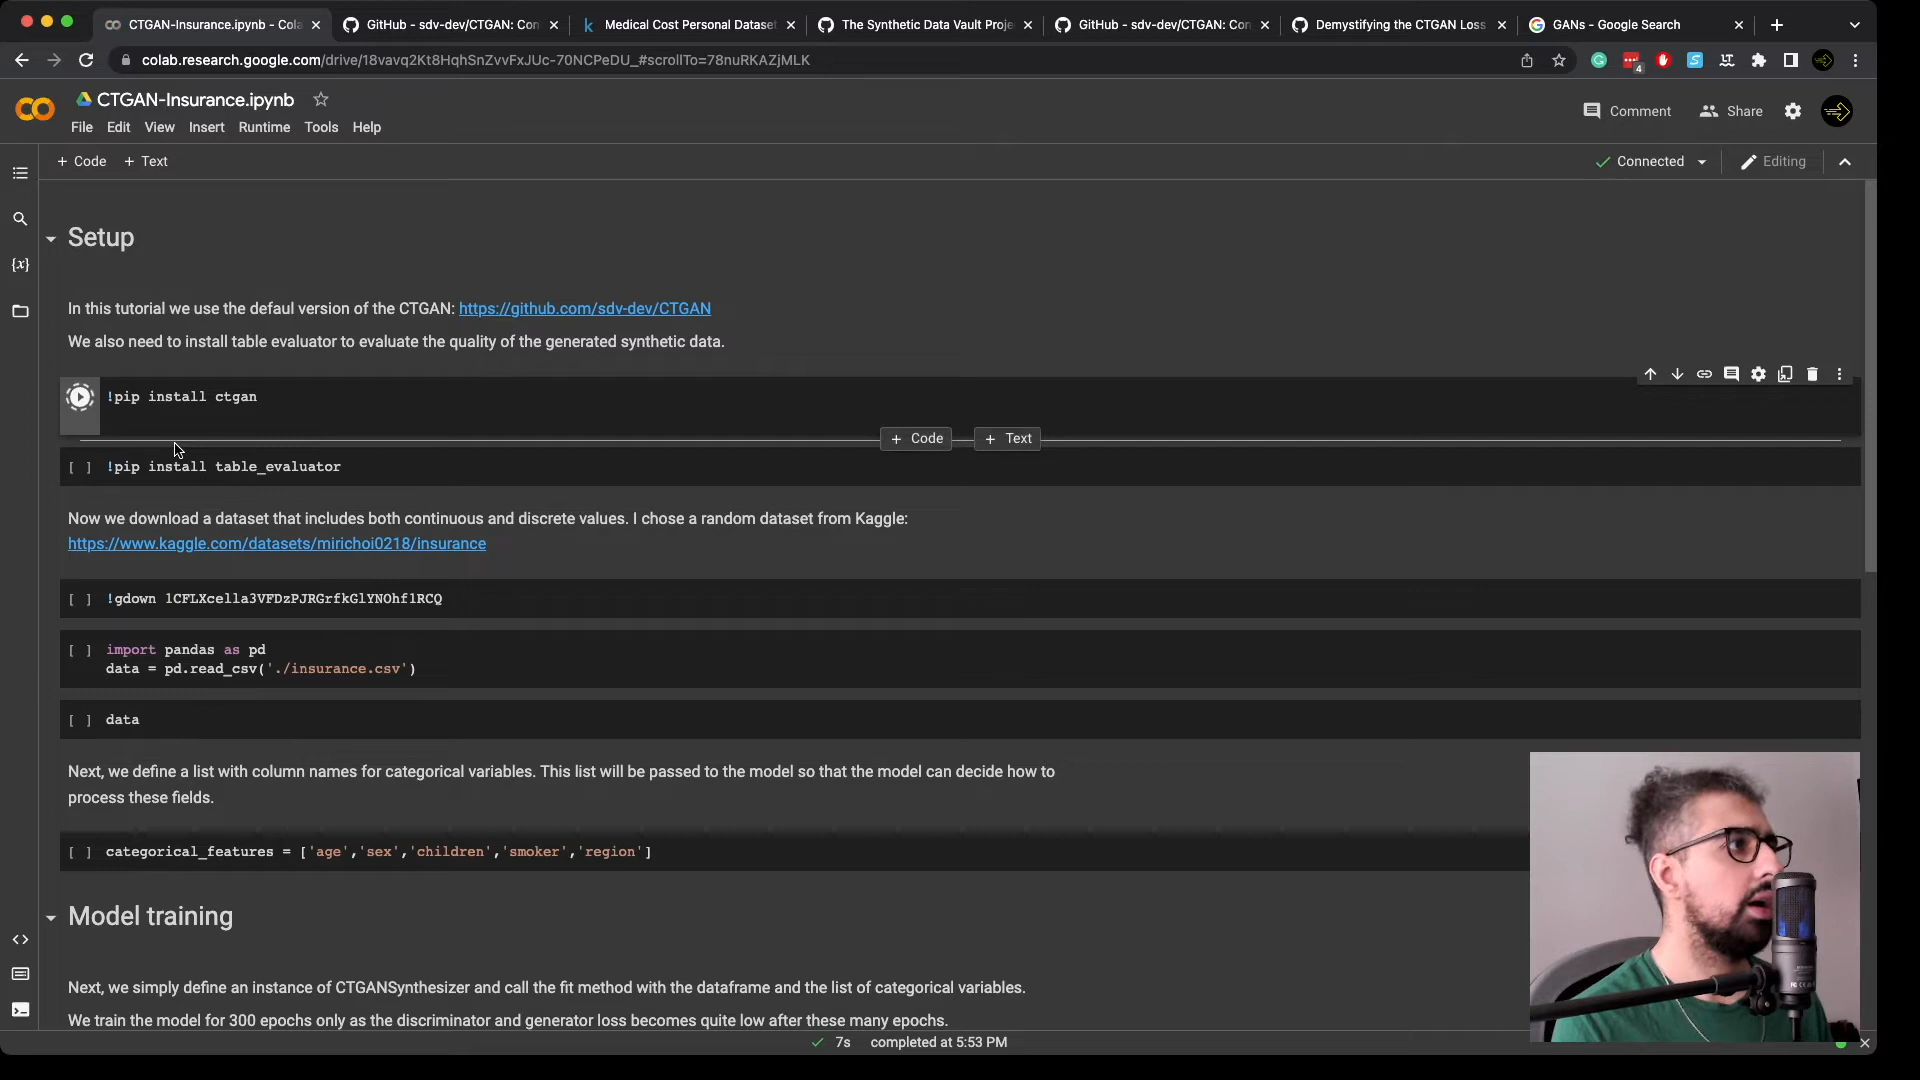 CTGAN-Insurance.ipynb - Cola
GitHub - sdv-dev/CTGAN: Con
Medical Cost Personal Dataset
The Synthetic Data Vault Proje
GitHub - sdv-dev/CTGAN: Con
Demystifying the CTGAN Loss
GANs - Google Search
colab.research.google.com/drive/18vavq2Kt8HqhSnZvvFxJUc-70NCPeDU_#scrollTo=78nuRKAZjMLK
4
CTGAN-Insurance.ipynb
File Edit View Insert Runtime Tools Help
Comment
Share
+ Code + Text
Connected
Editing
Setup
In this tutorial we use the defaul version of the CTGAN: https://github.com/sdv-dev/CTGAN
We also need to install table evaluator to evaluate the quality of the generated synthetic data.
!pip install ctgan
+ Code + Text
[ ] !pip install table_evaluator
Now we download a dataset that includes both continuous and discrete values. I chose a random dataset from Kaggle:
https://www.kaggle.com/datasets/mirichoi0218/insurance
[ ] !gdown 1CFLXcella3VFDzPJRGrfkGlYNOhf1RCQ
[ ] import pandas as pd
data = pd.read_csv('./insurance.csv')
[ ] data
Next, we define a list with column names for categorical variables. This list will be passed to the model so that the model can decide how to
process these fields.
[ ] categorical_features = ['age','sex','children','smoker','region']
Model training
Next, we simply define an instance of CTGANSynthesizer and call the fit method with the dataframe and the list of categorical variables.
We train the model for 300 epochs only as the discriminator and generator loss becomes quite low after these many epochs.
7s completed at 5:53 PM